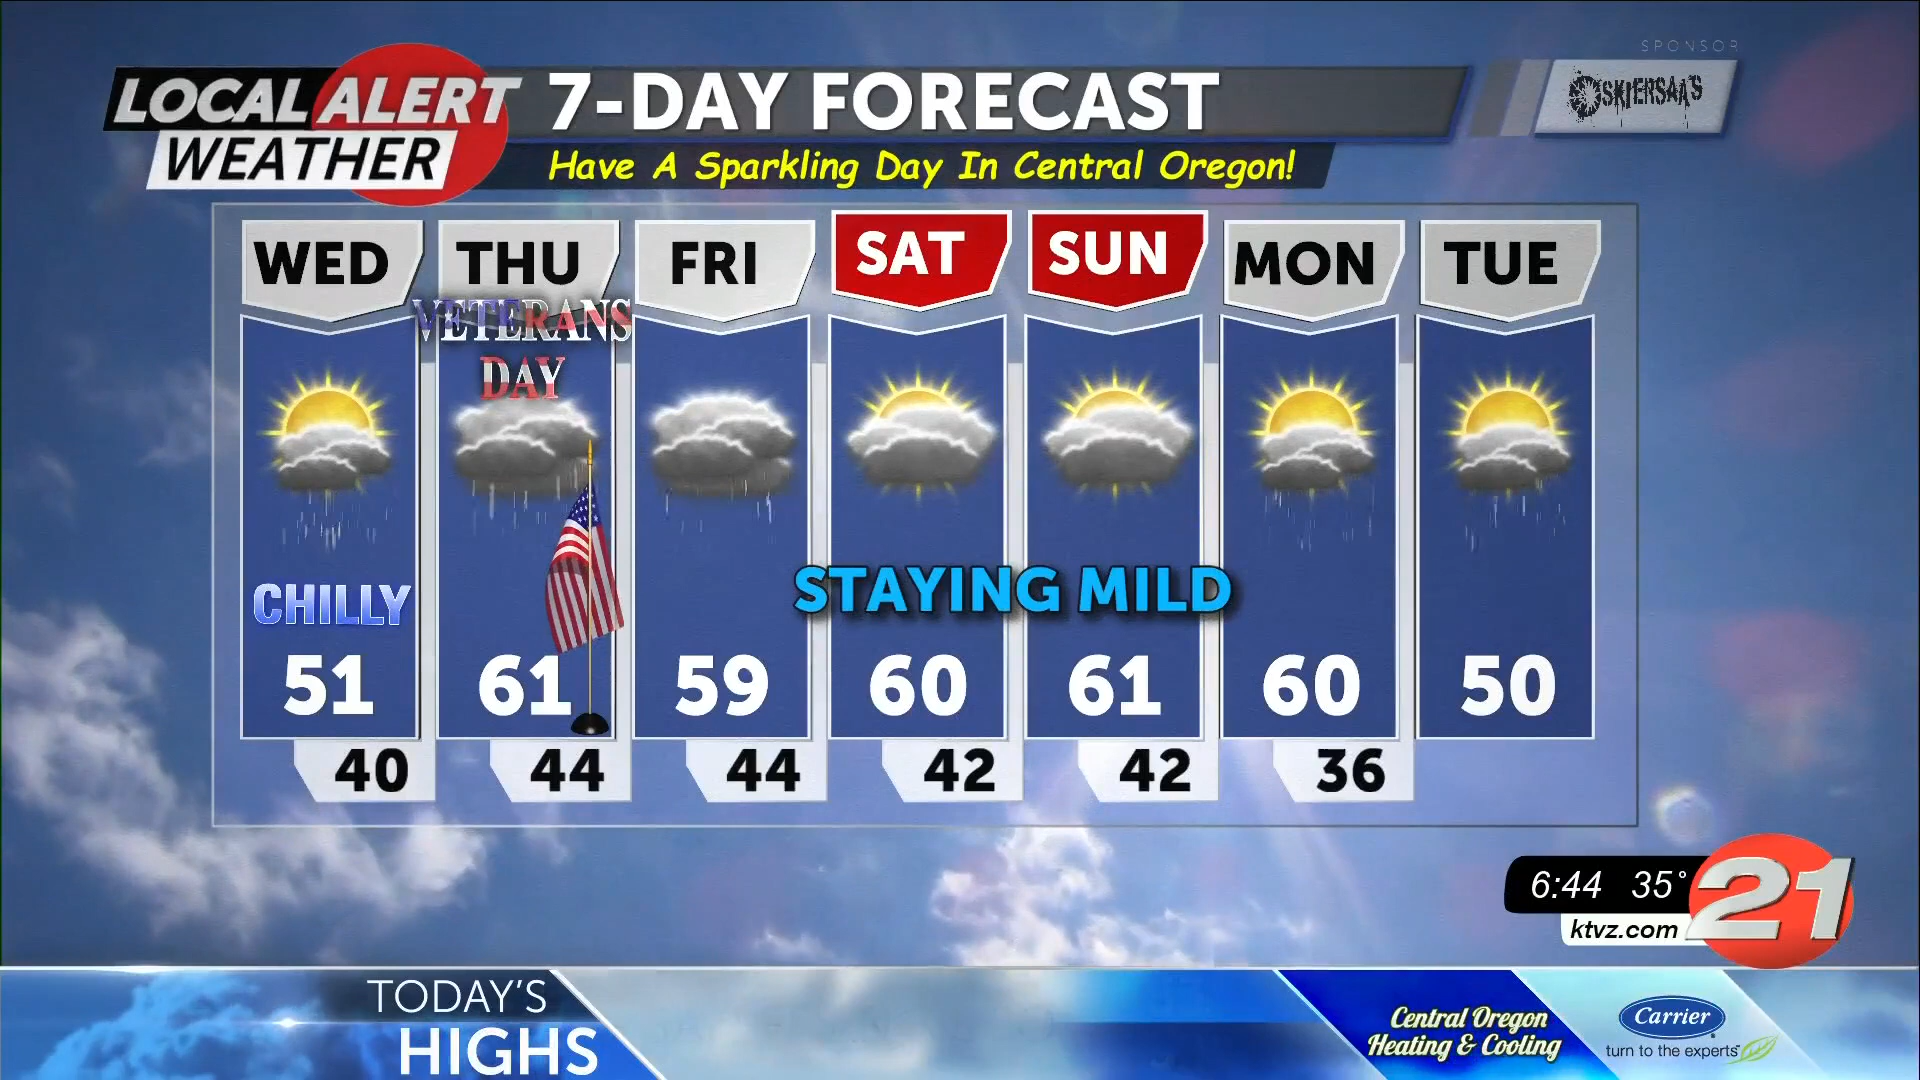 SPONSOR
LOCAL ALERT
WEATHER
7-DAY FORECAST
SKJERSAA'S
Have A Sparkling Day In Central Oregon!
WED THU FRI SAT SUN MON TUE
VETERANS
DAY
CHILLY
STAYING MILD
51 61 59 60 61 60 50
40 44 44 42 42 36
6:44 35°
21
ktvz.com
TODAY'S
HIGHS
Central Oregon
Heating & Cooling
Carrier
turn to the experts